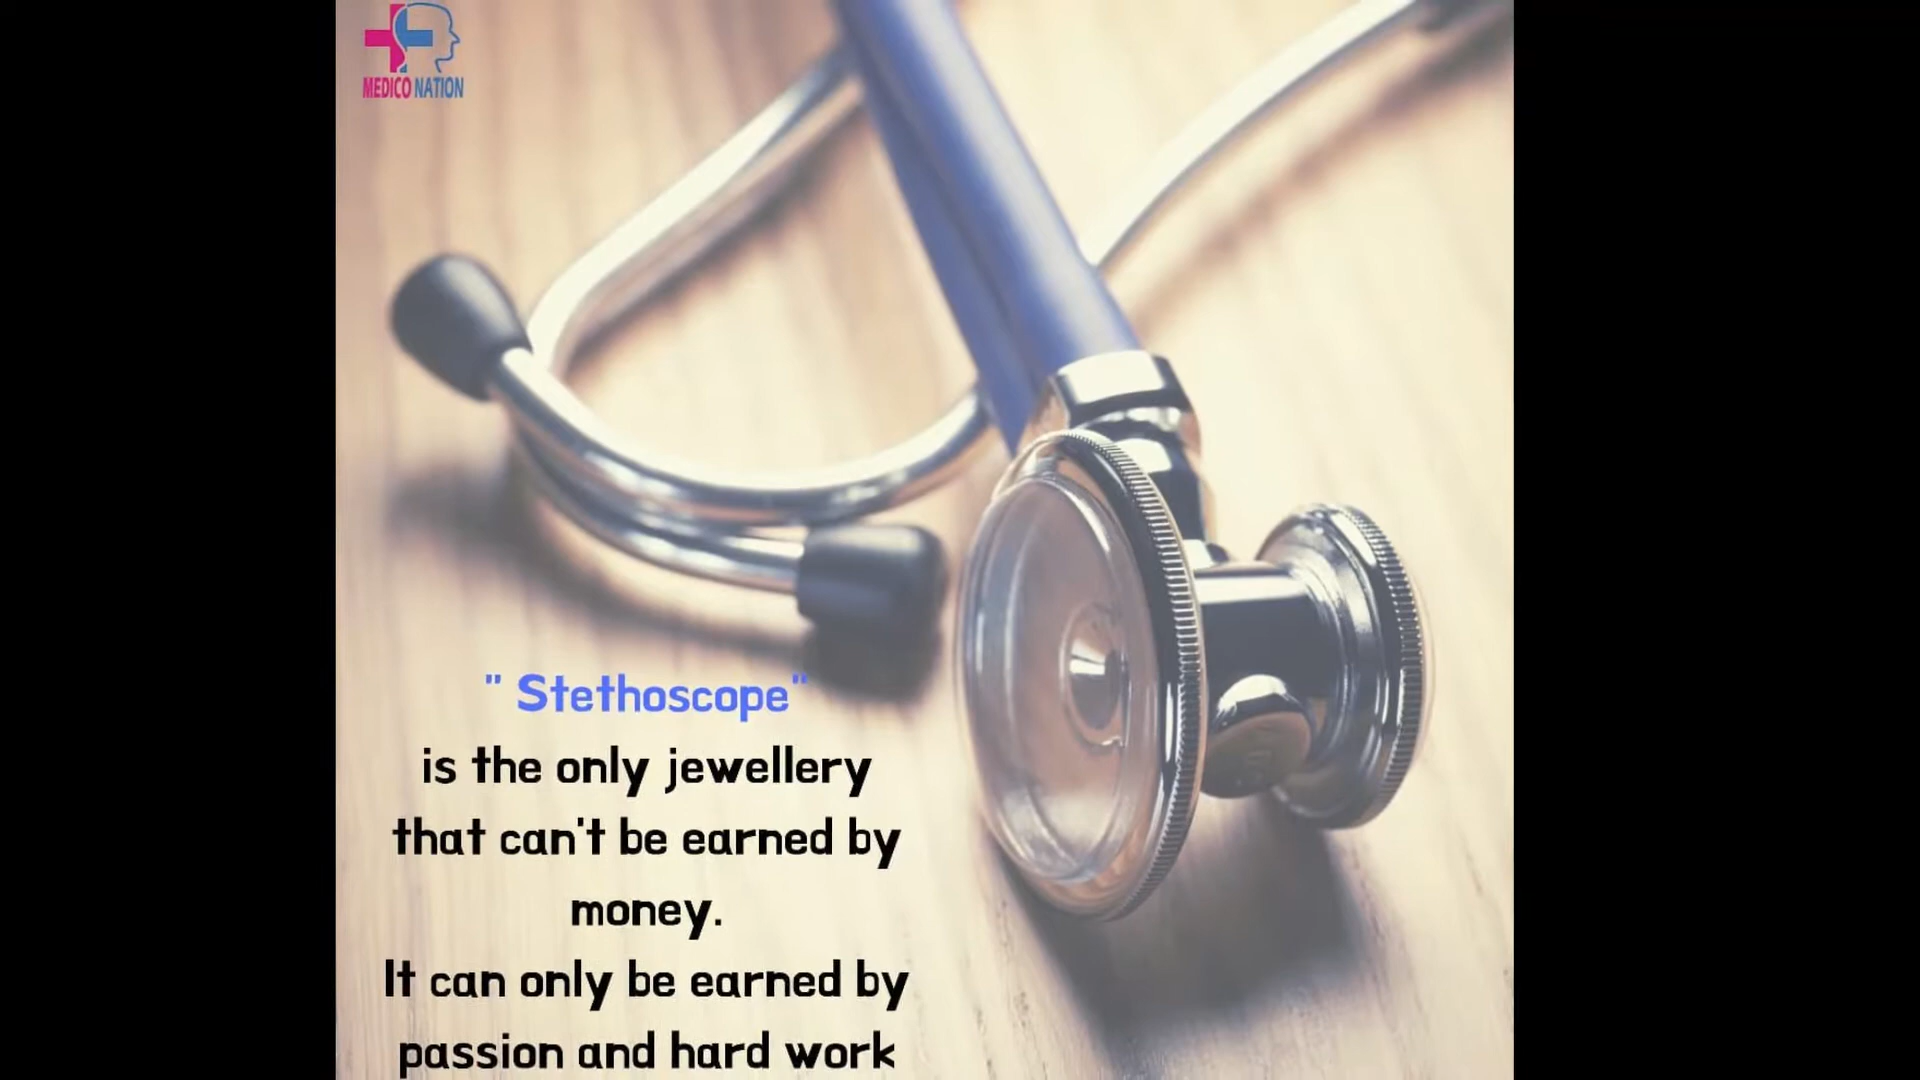 MEDICO NATION
" Stethoscope"
is the only jewellery
that can't be earned by
money.
It can only be earned by
passion and hard work